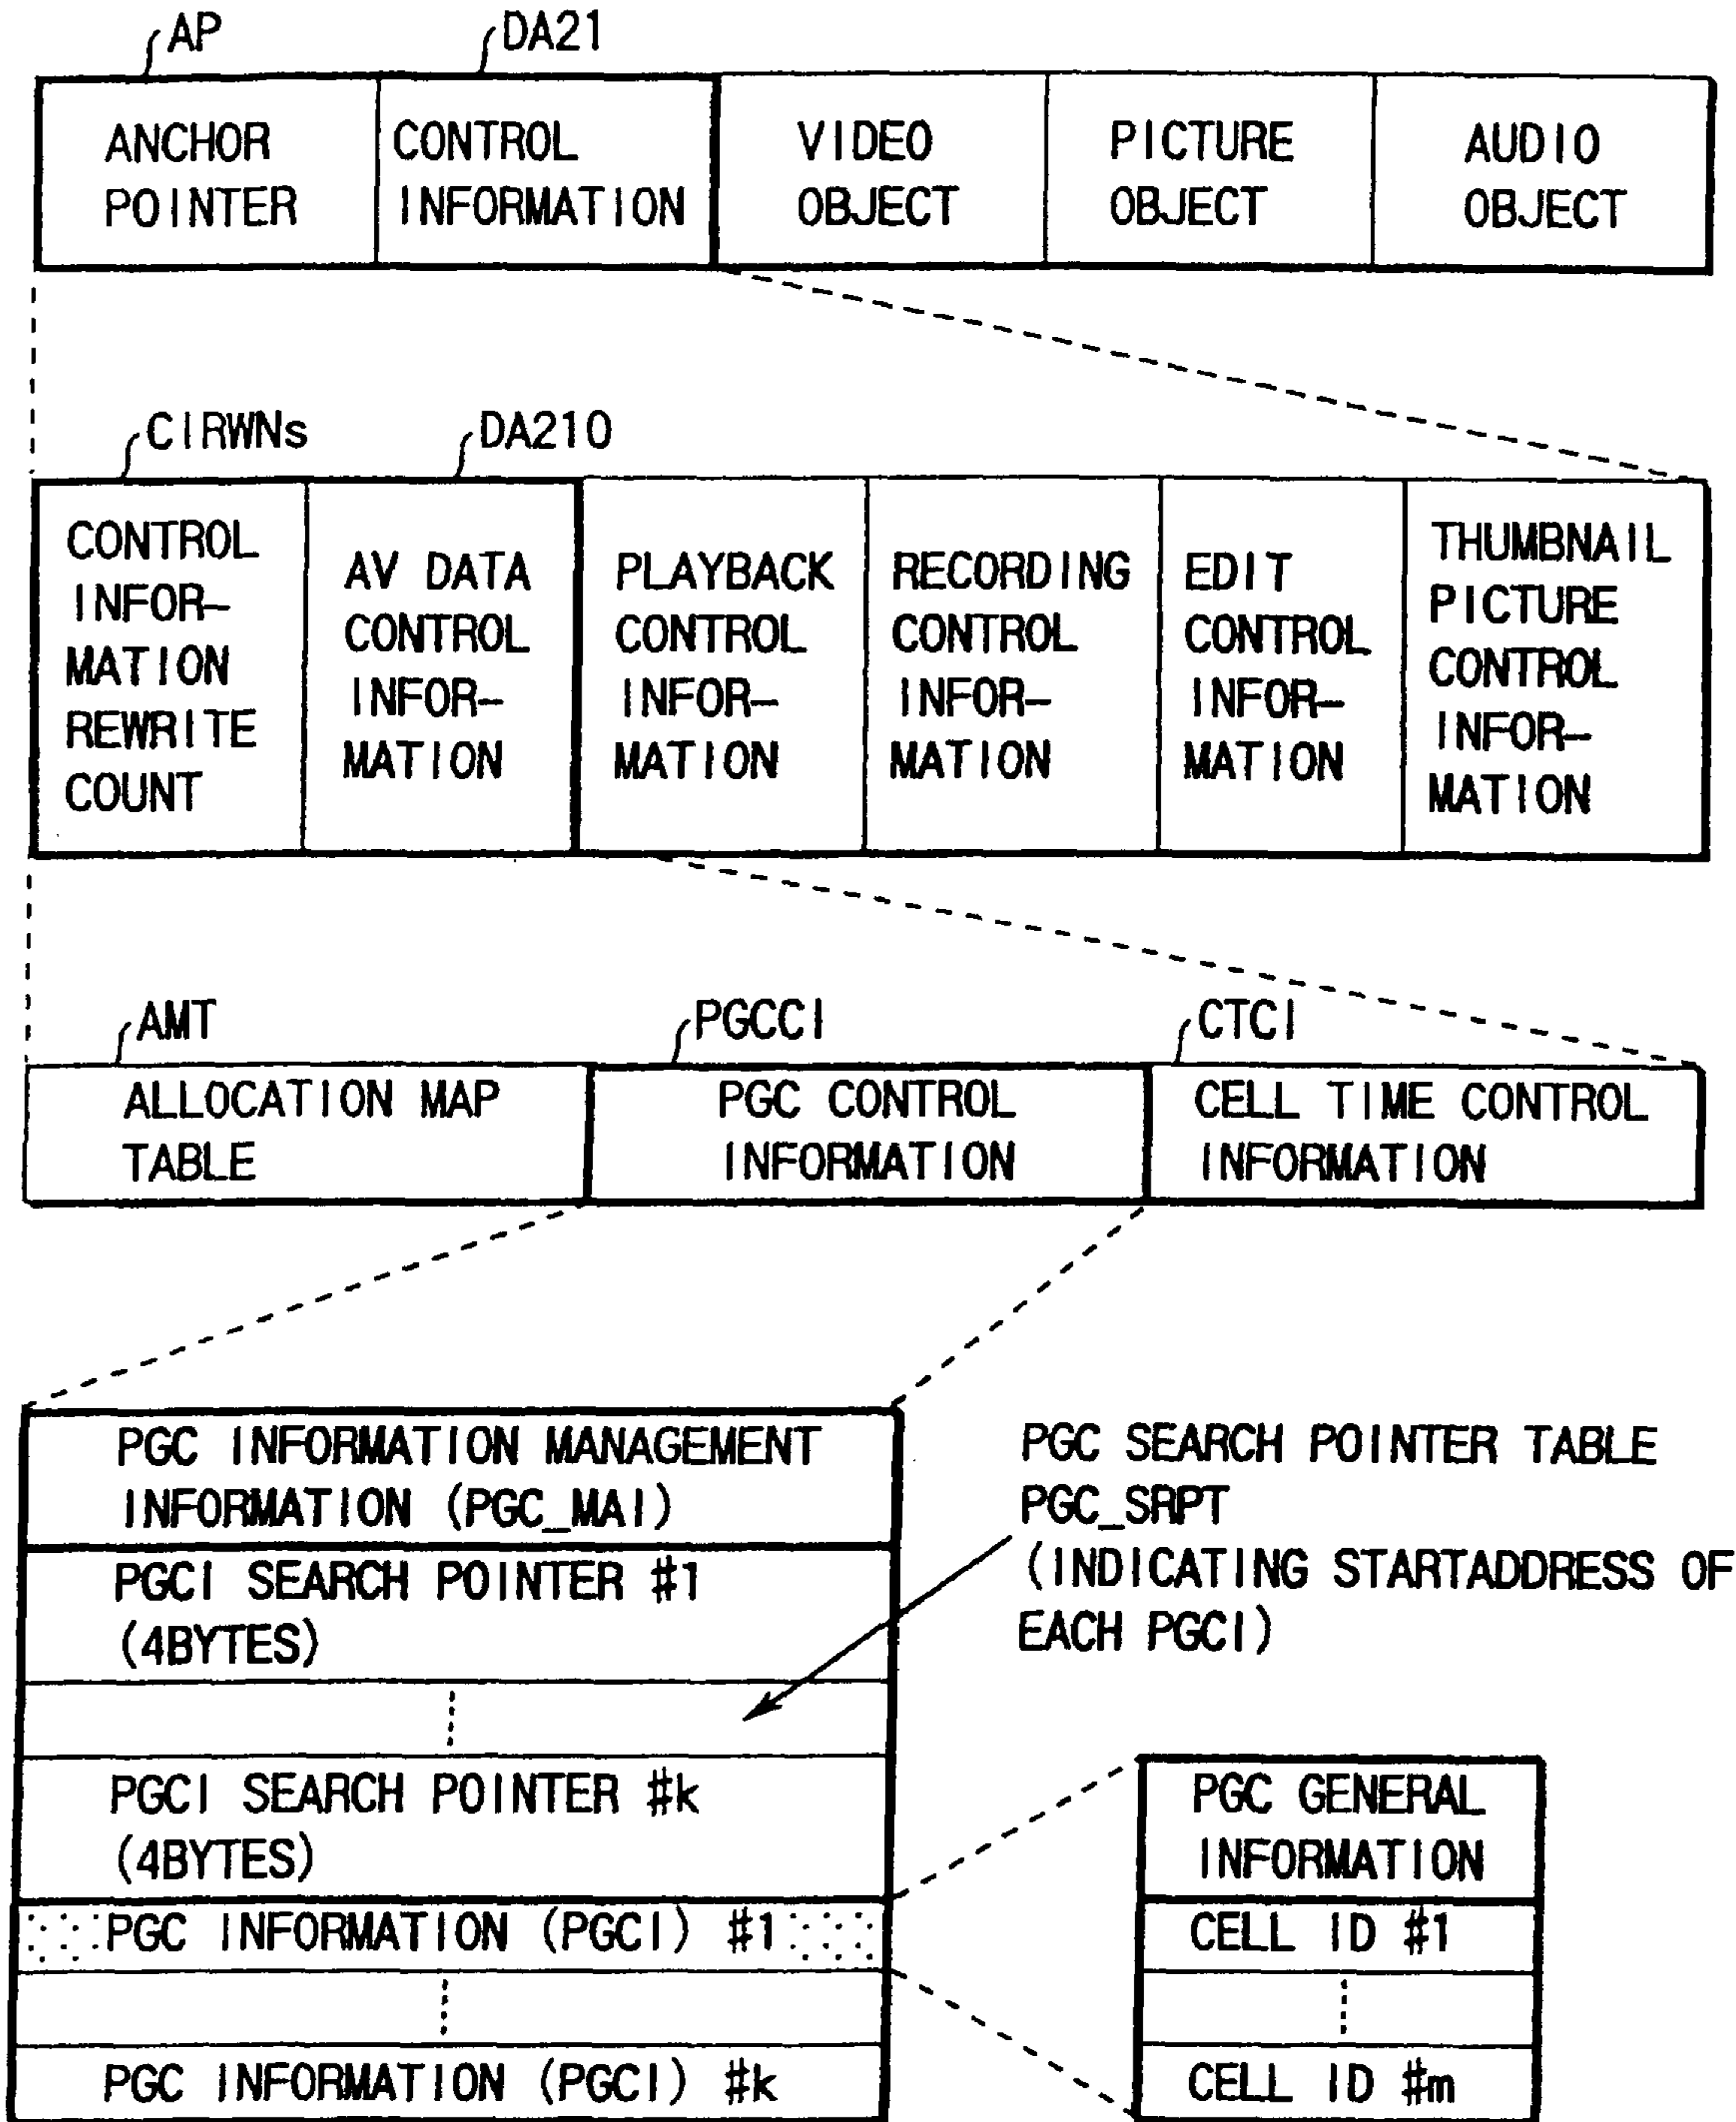 AP
DA21
ANCHOR
POINTER
CONTROL
INFORMATION
VIDEO
OBJECT
PICTURE
OBJECT
AUDIO
OBJECT
CIRWNs
DA210
CONTROL
INFOR-
MATION
REWRITE
COUNT
AV DATA
CONTROL
INFOR-
MATION
PLAYBACK
CONTROL
INFOR-
MATION
RECORDING
CONTROL
INFOR-
MATION
EDIT
CONTROL
INFOR-
MATION
THUMBNAIL
PICTURE
CONTROL
INFOR-
MATION
AMT
PGCCI
CTCI
ALLOCATION MAP
TABLE
PGC CONTROL
INFORMATION
CELL TIME CONTROL
INFORMATION
PGC INFORMATION MANAGEMENT
INFORMATION (PGC_MAI)
PGCI SEARCH POINTER #1
(4BYTES)
PGCI SEARCH POINTER #k
(4BYTES)
PGC INFORMATION (PGCI) #1
PGC INFORMATION (PGCI) #k
PGC SEARCH POINTER TABLE
PGC_SRPT
(INDICATING STARTADDRESS OF
EACH PGCI)
PGC GENERAL
INFORMATION
CELL ID #1
CELL ID #m